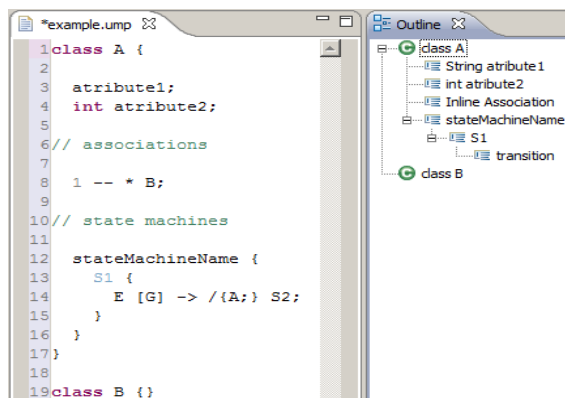 *example.ump
1 class A {
2
3 atribute1;
4 int atribute2;
5
6 // associations
7
8 1 -- * B;
9
10 // state machines
11
12 stateMachineName {
13 S1 {
14 E [G] -> /{A;} S2;
15 }
16 }
17 }
18
19 class B {}
Outline
class A
String atribute1
int atribute2
Inline Association
stateMachineName
S1
transition
class B